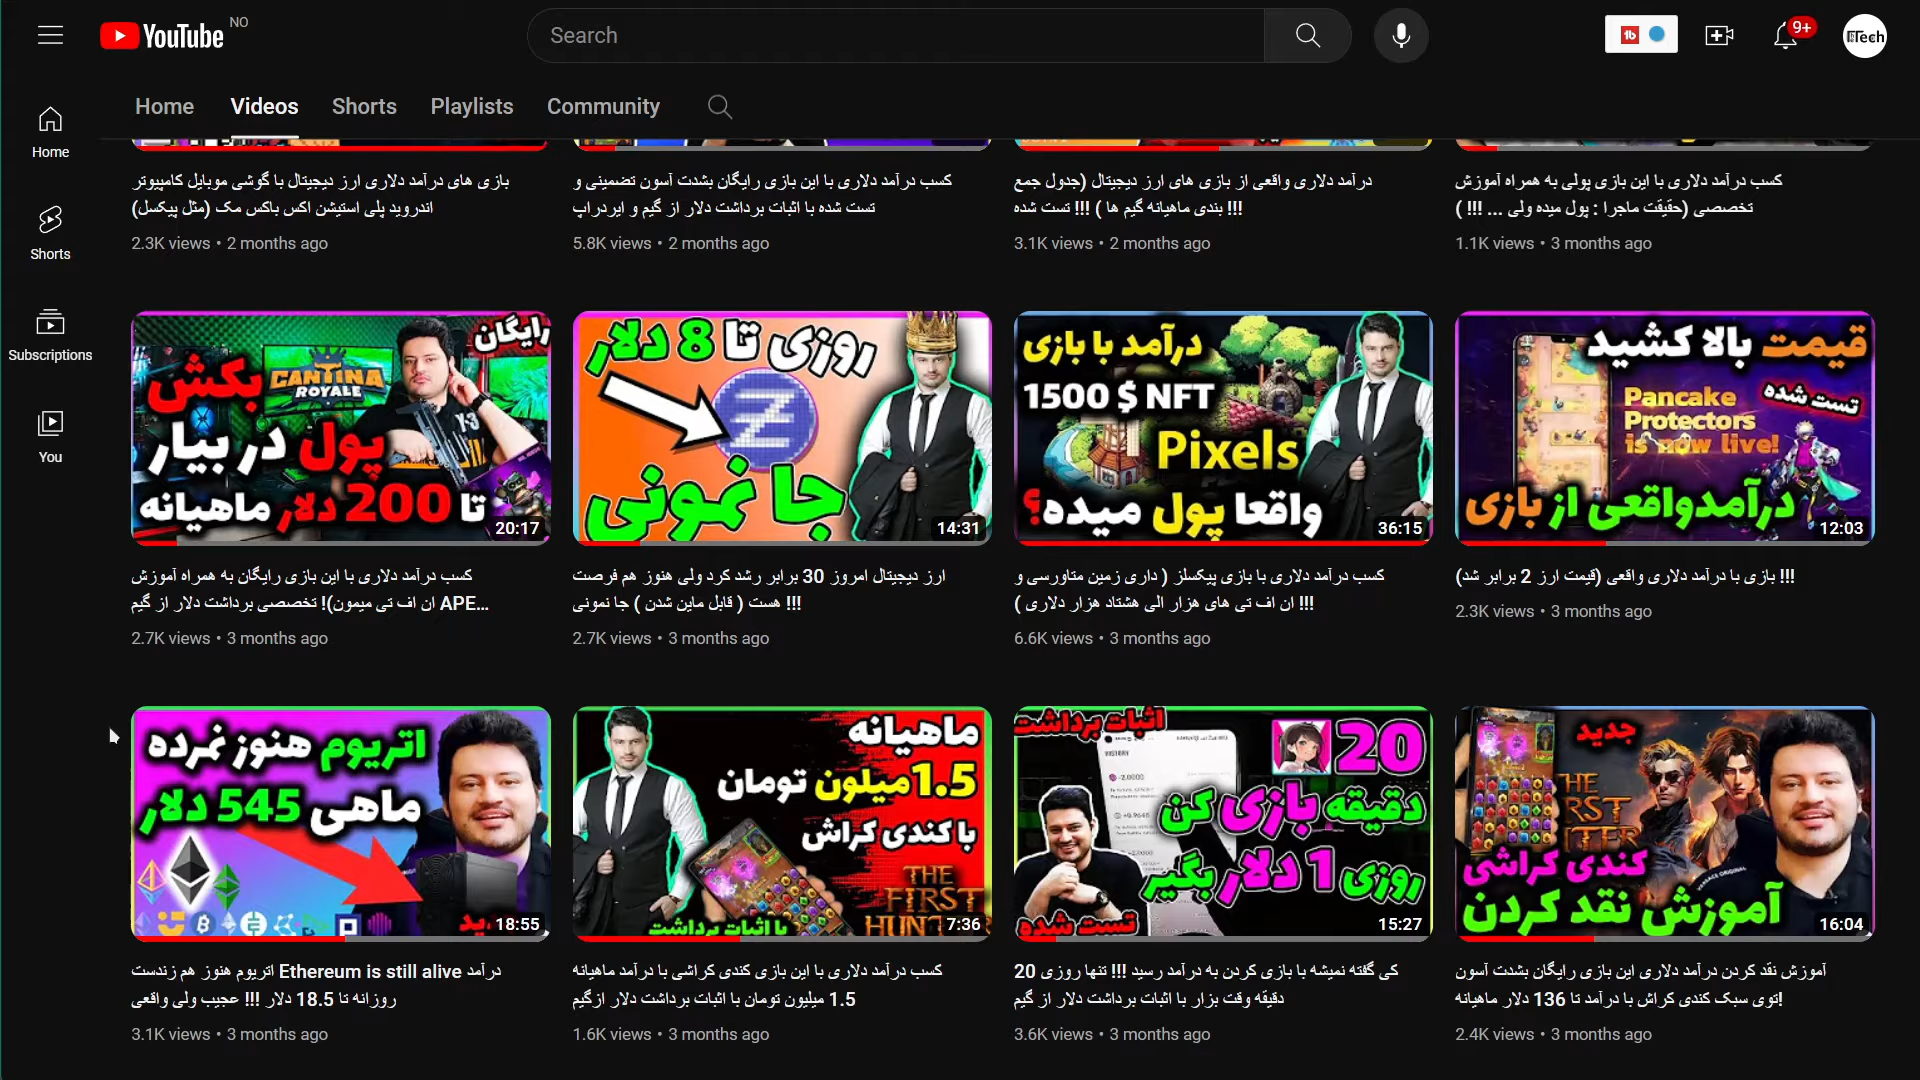 YouTube NO
Search
9+
Tech
Home
Videos
Shorts
Playlists
Community
Home
Shorts
Subscriptions
You
بازی های درآمد دلاری ارز دیجیتال با گوشی موبایل کامپیوتر
اندروید پلی استیشن اکس باکس مک (مثل پیکسل)
2.3K views • 2 months ago
کسب درآمد دلاری با این بازی رایگان بشدت آسون تضمینی و
تست شده با اثبات برداشت دلار از گیم و ایردراپ
5.8K views • 2 months ago
درآمد دلاری واقعی از بازی های ارز دیجیتال (جدول جمع
بندی ماهیانه گیم ها ) !!! تست شده !!!
3.1K views • 2 months ago
کسب درآمد دلاری با این بازی پولی به همراه آموزش
تخصصی (حقیقت ماجرا : پول میده ولی ... !!! )
1.1K views • 3 months ago
رایگان
بکش
CANTINA
ROYALE
پول در بیار
تا 200 دلار ماهیانه
20:17
کسب درآمد دلاری با این بازی رایگان به همراه آموزش
تخصصی برداشت دلار از گیم !(ان اف تی میمون APE...
2.7K views • 3 months ago
روزی تا 8 دلار
جا نمونی
14:31
ارز دیجیتال امروز 30 برابر رشد کرد ولی هنوز هم فرصت
هست ( قابل ماین شدن ) جا نمونی !!!
2.7K views • 3 months ago
درآمد با بازی
1500 $ NFT
Pixels
واقعا پول میده؟
36:15
کسب درآمد دلاری با بازی پیکسلز ( داری زمین متاورسی و
ان اف تی های هزار الی هشتاد هزار دلاری ) !!!
6.6K views • 3 months ago
قیمت بالا کشید
تست شده
Pancake
Protectors
is now live!
درآمدواقعی از بازی
12:03
بازی با درآمد دلاری واقعی (قیمت ارز 2 برابر شد) !!!
2.3K views • 3 months ago
اتریوم هنوز نمرده
ماهی 545 دلار
18:55
درآمد Ethereum is still alive اتریوم هنوز هم زندست
روزانه تا 18.5 دلار !!! عجیب ولی واقعی
3.1K views • 3 months ago
ماهیانه
1.5میلون تومان
با کندی کراش
THE
FIRST
HUNTER
با اثبات برداشت
7:36
کسب درآمد دلاری با این بازی کندی کراشی با درآمد ماهیانه
1.5 میلیون تومان با اثبات برداشت دلار ازگیم
1.6K views • 3 months ago
اثبات برداشت
20
دقیقه بازی کن
روزی 1 دلار بگیر
تست شده
15:27
کی گفته نمیشه با بازی کردن به درآمد رسید !!! تنها روزی 20
دقیقه وقت بزار با اثبات برداشت دلار از گیم
3.6K views • 3 months ago
جدید
کندی کراشی
آموزش نقد کردن
16:04
آموزش نقد کردن درآمد دلاری این بازی رایگان بشدت آسون
توی سبک کندی کراش با درآمد تا 136 دلار ماهیانه!
2.4K views • 3 months ago